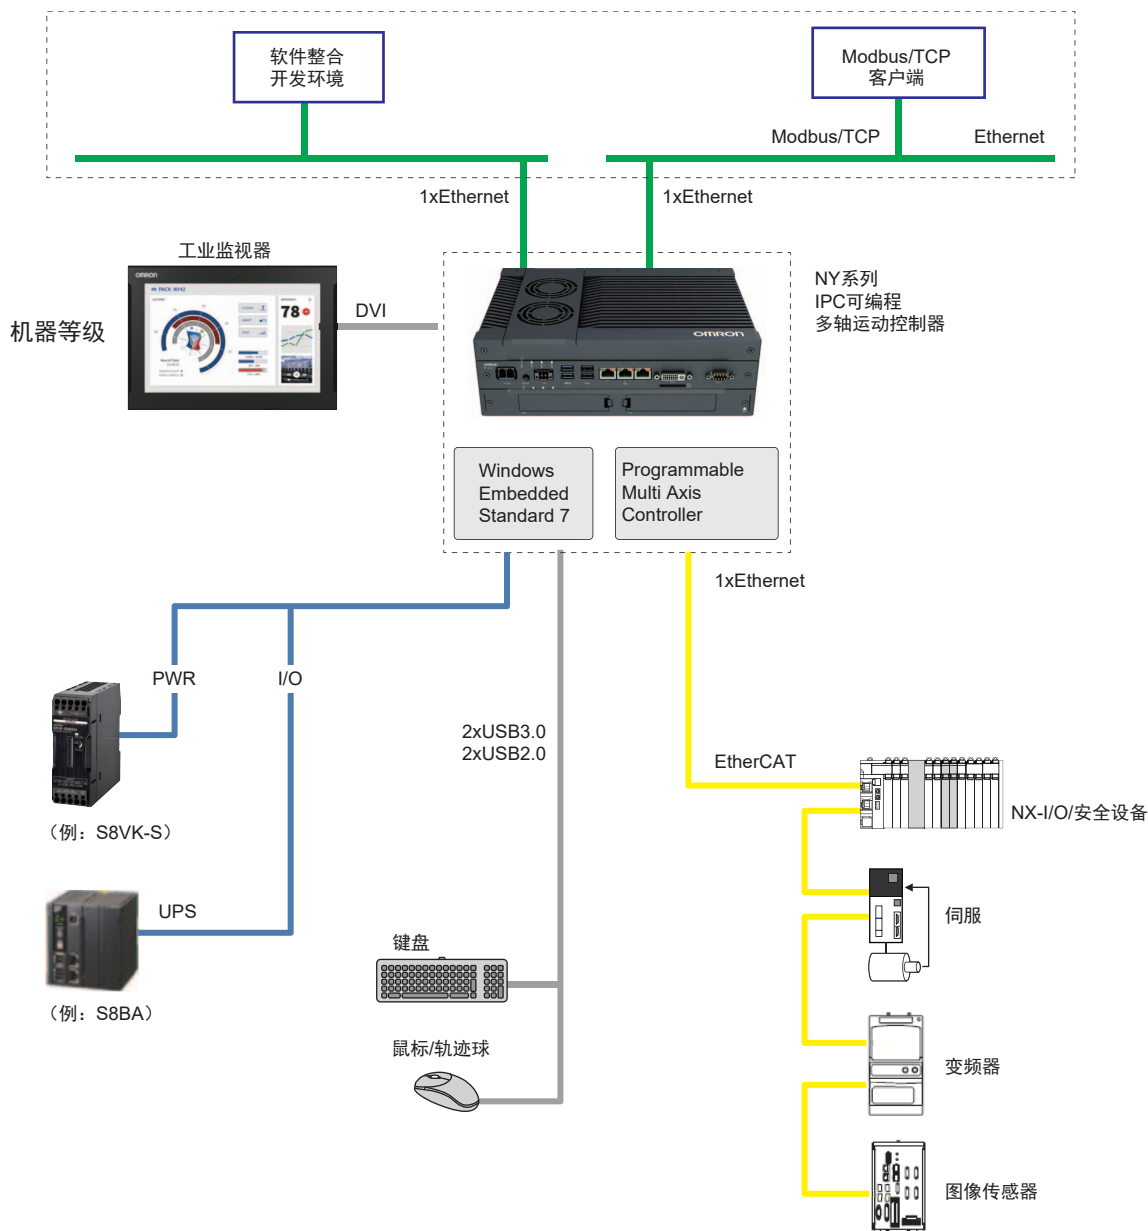 软件整合
开发环境
Modbus/TCP
客户端
Modbus/TCP
Ethernet
1xEthernet
1xEthernet
工业监视器
OMRON
PACK NY42
78
DVI
机器等级
OMRON
NY系列
IPC可编程
多轴运动控制器
Windows
Embedded
Standard 7
Programmable
Multi Axis
Controller
1xEthernet
PWR
I/O
2xUSB3.0
2xUSB2.0
EtherCAT
NX-I/O/安全设备
（例：S8VK-S）
UPS
伺服
键盘
（例：S8BA）
鼠标/轨迹球
变频器
图像传感器